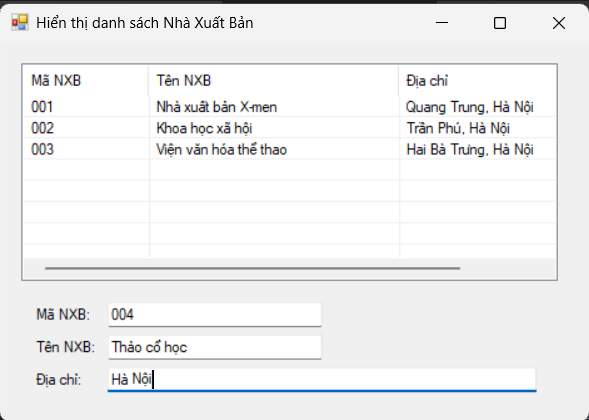 Hiển thị danh sách Nhà Xuất Bản
Mã NXB Tên NXB Địa chỉ
001 Nhà xuất bản X-men Quang Trung, Hà Nội
002 Khoa học xã hội Trần Phú, Hà Nội
003 Viện văn hóa thể thao Hai Bà Trưng, Hà Nội
Mã NXB: 004
Tên NXB: Thảo cổ học
Địa chỉ: Hà Nội